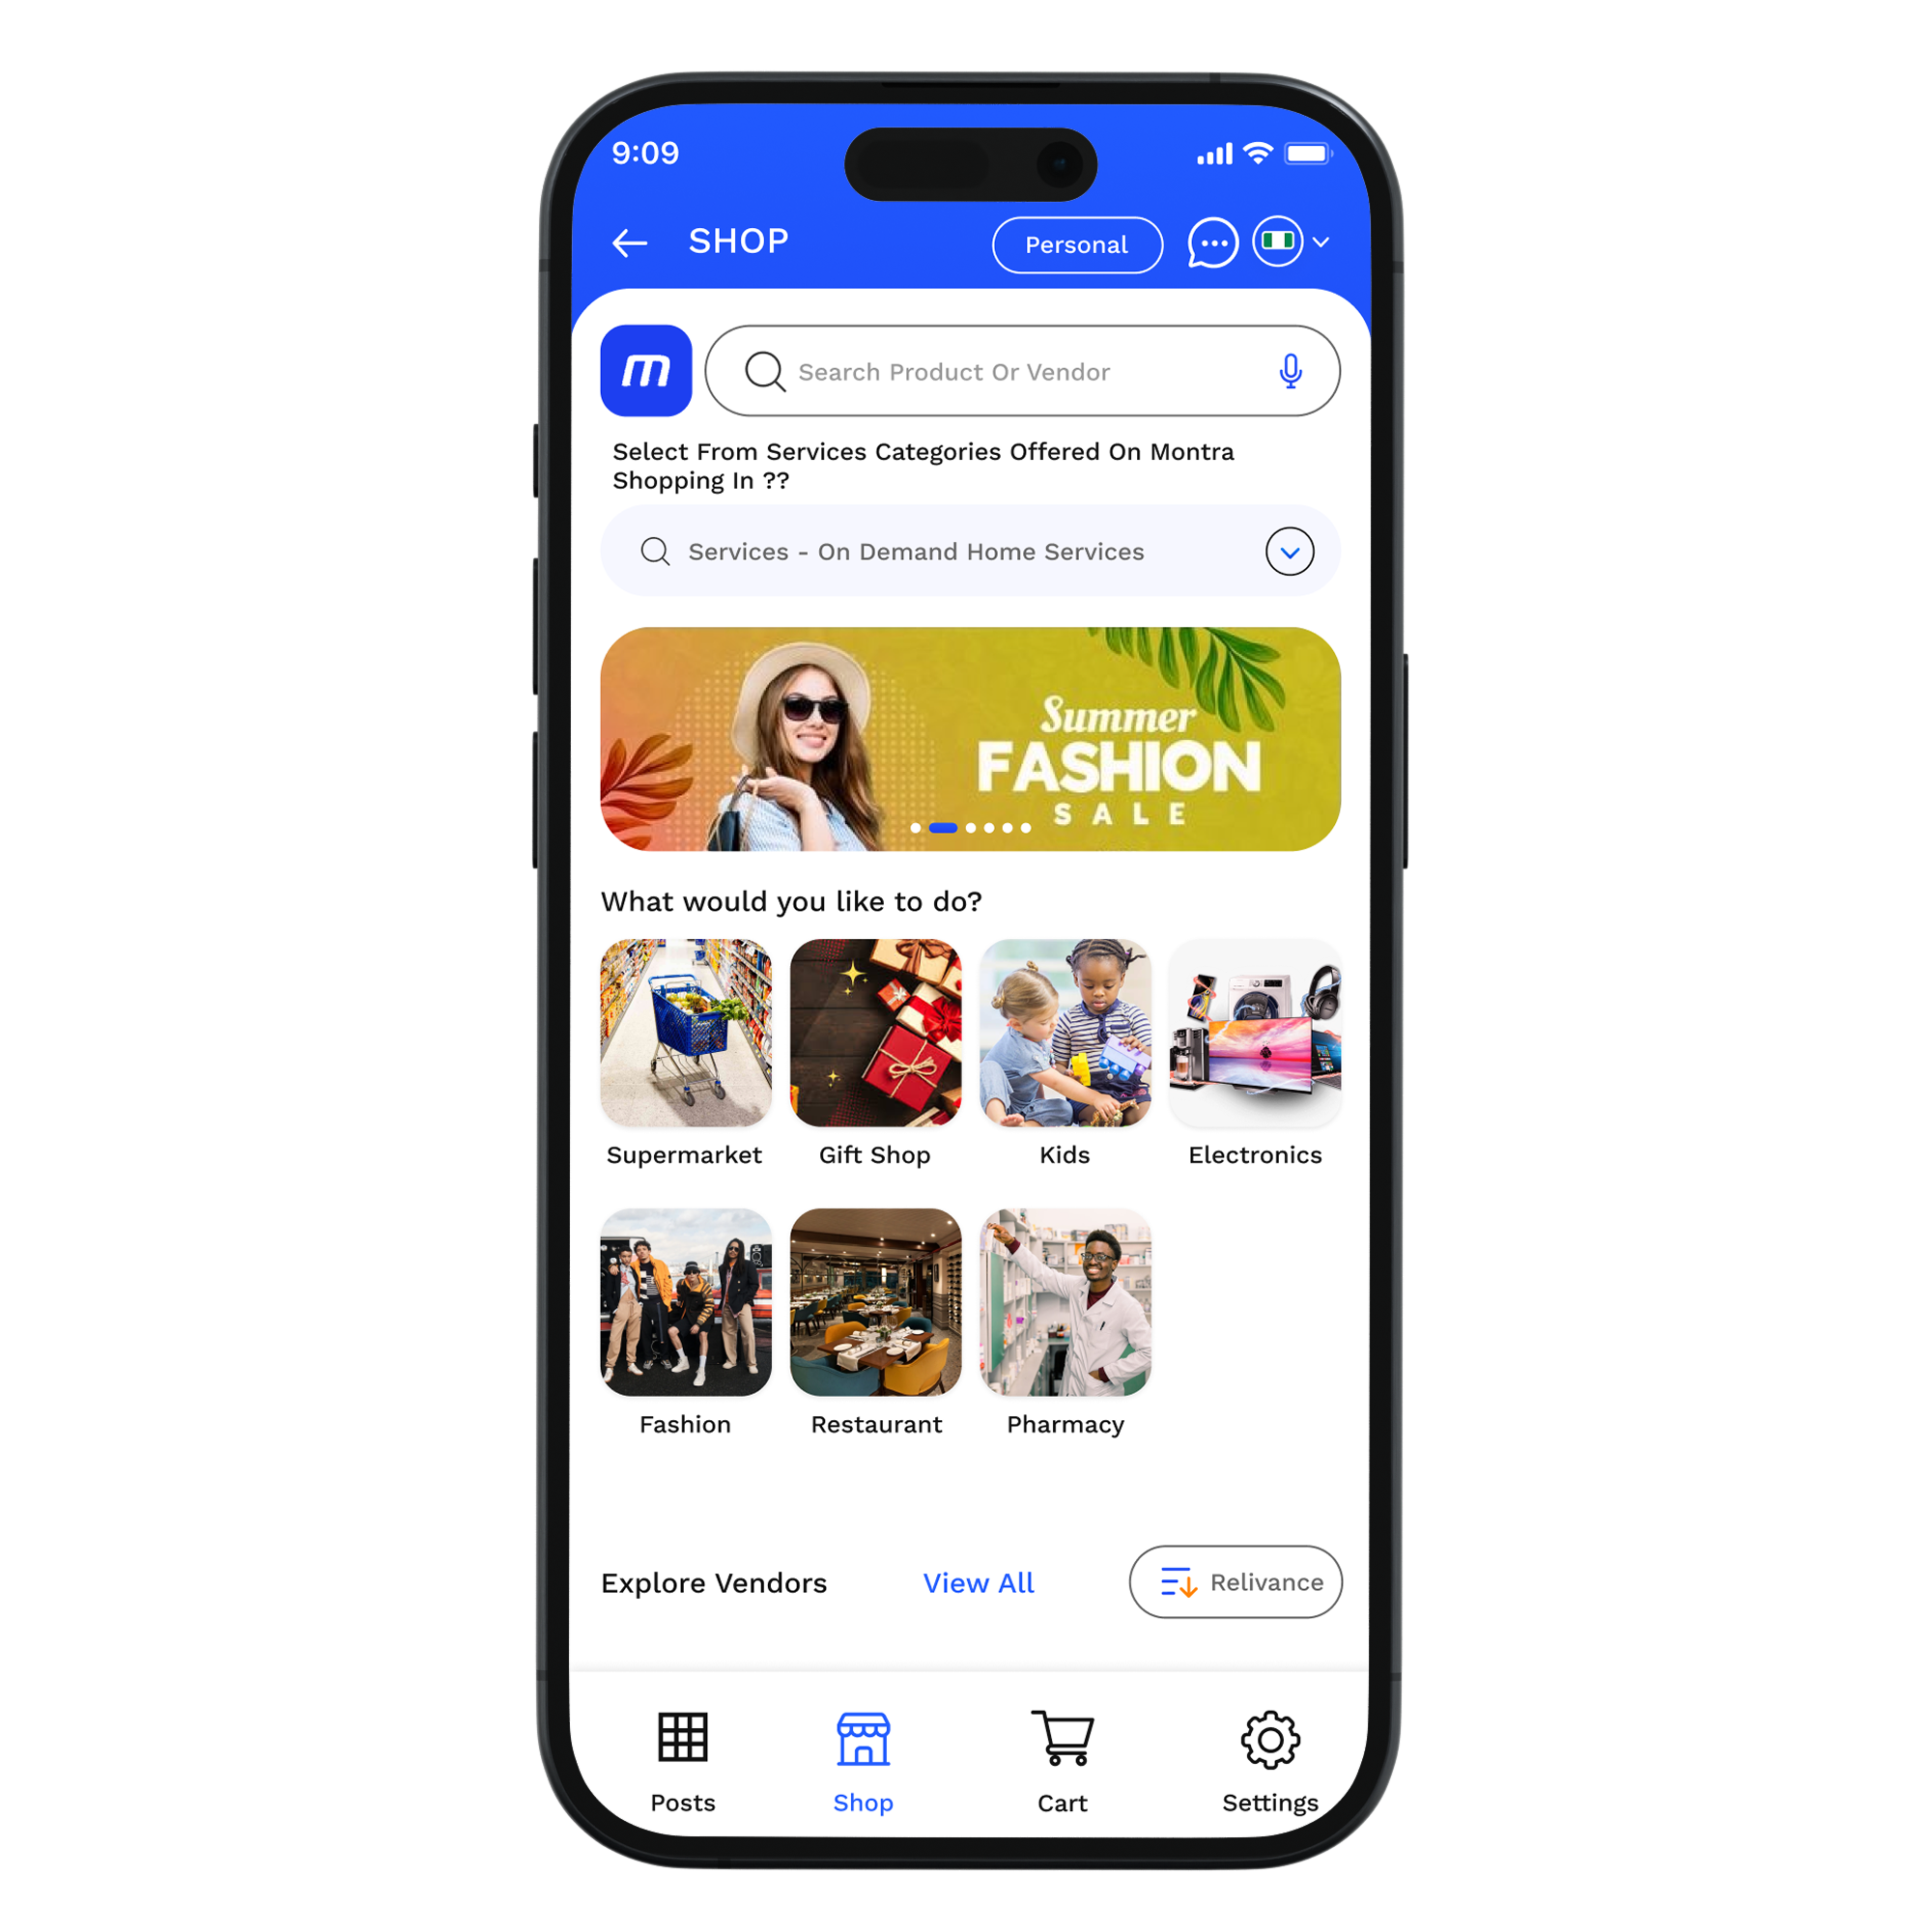 9:09
SHOP
Personal
m
Search Product Or Vendor
Select From Services Categories Offered On Montra
Shopping In ??
Services - On Demand Home Services
Summer
FASHION
SALE
What would you like to do?
Supermarket
Gift Shop
Kids
Electronics
Fashion
Restaurant
Pharmacy
Explore Vendors
View All
Relivance
Posts
Shop
Cart
Settings